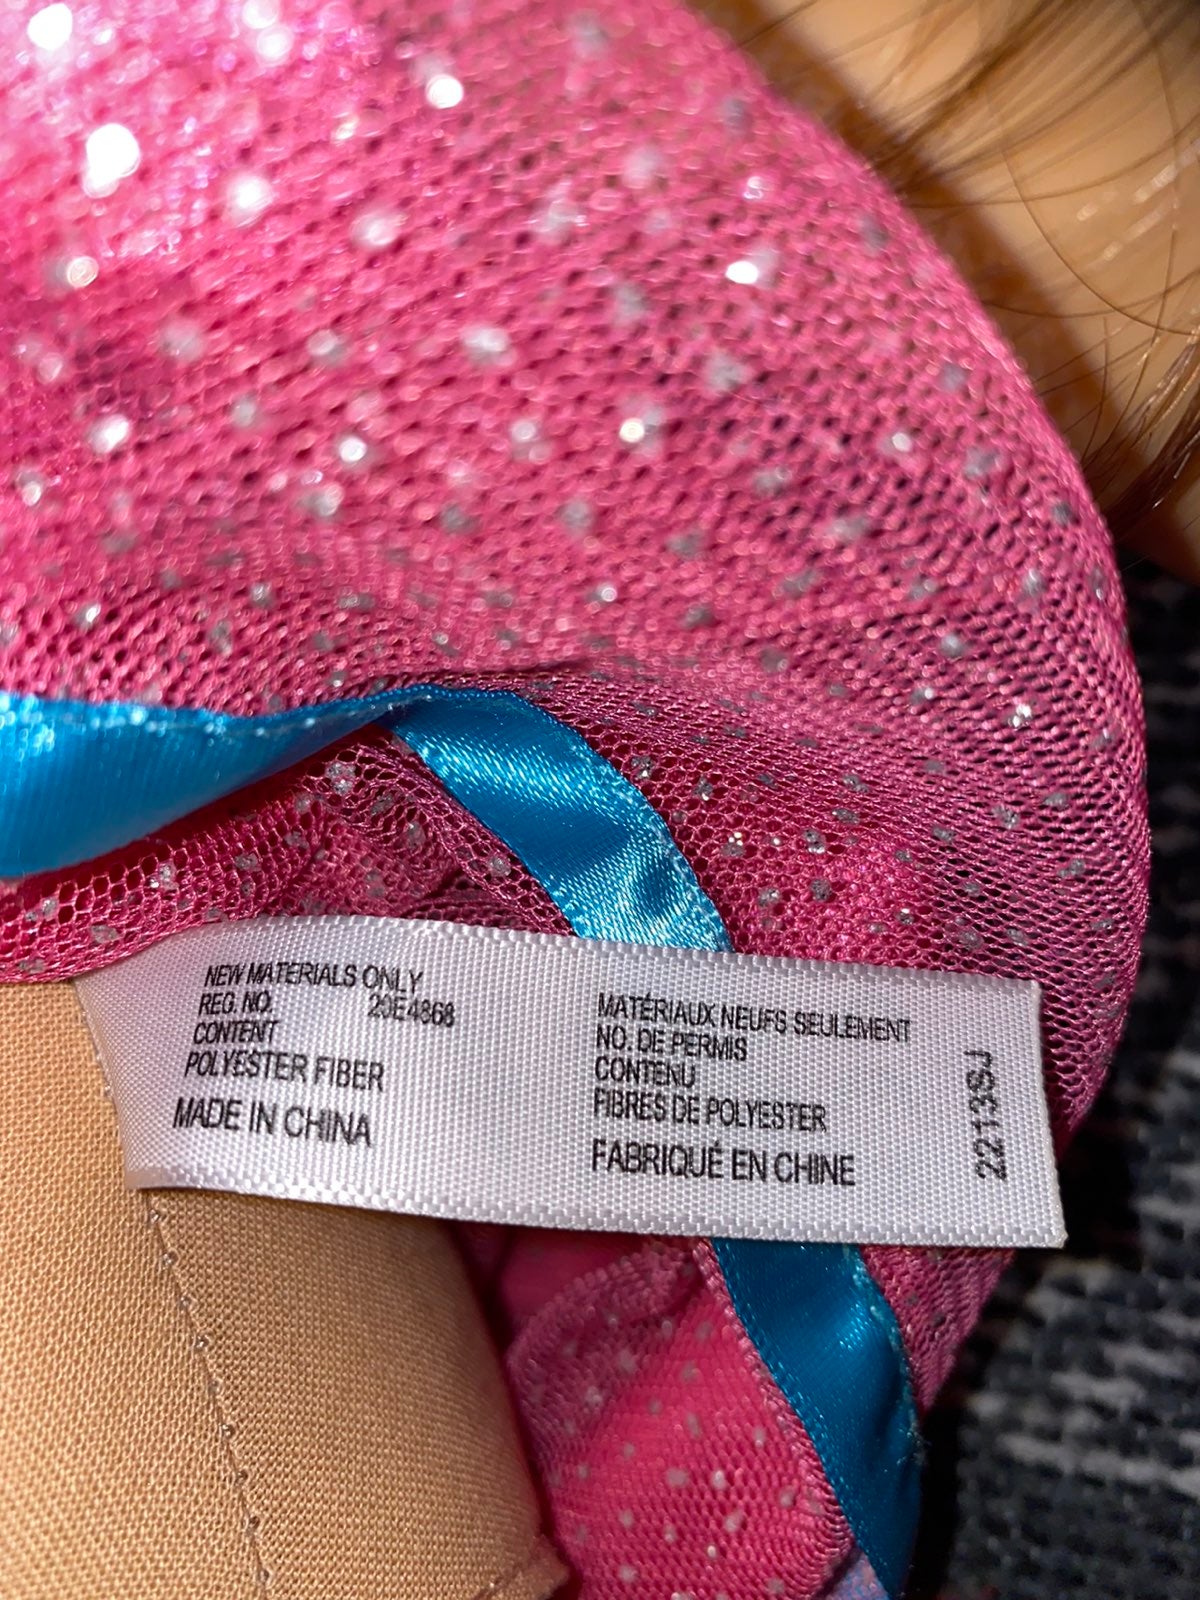 NEW MATERIALS ONLY
REG. NO. 20E4868
CONTENT
POLYESTER FIBER
MADE IN CHINA
MATÉRIAUX NEUFS SEULEMENT
NO. DE PERMIS
CONTENU
FIBRES DE POLYESTER
FABRIQUÉ EN CHINE
2213SJ